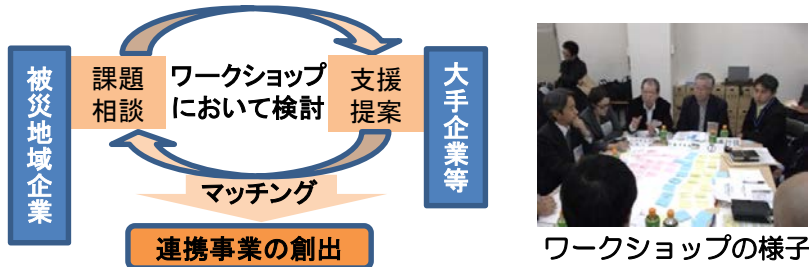 被災地域企業
課題
相談
ワークショップ
において検討
支援
提案
大手企業等
マッチング
連携事業の創出
ワークショップの様子